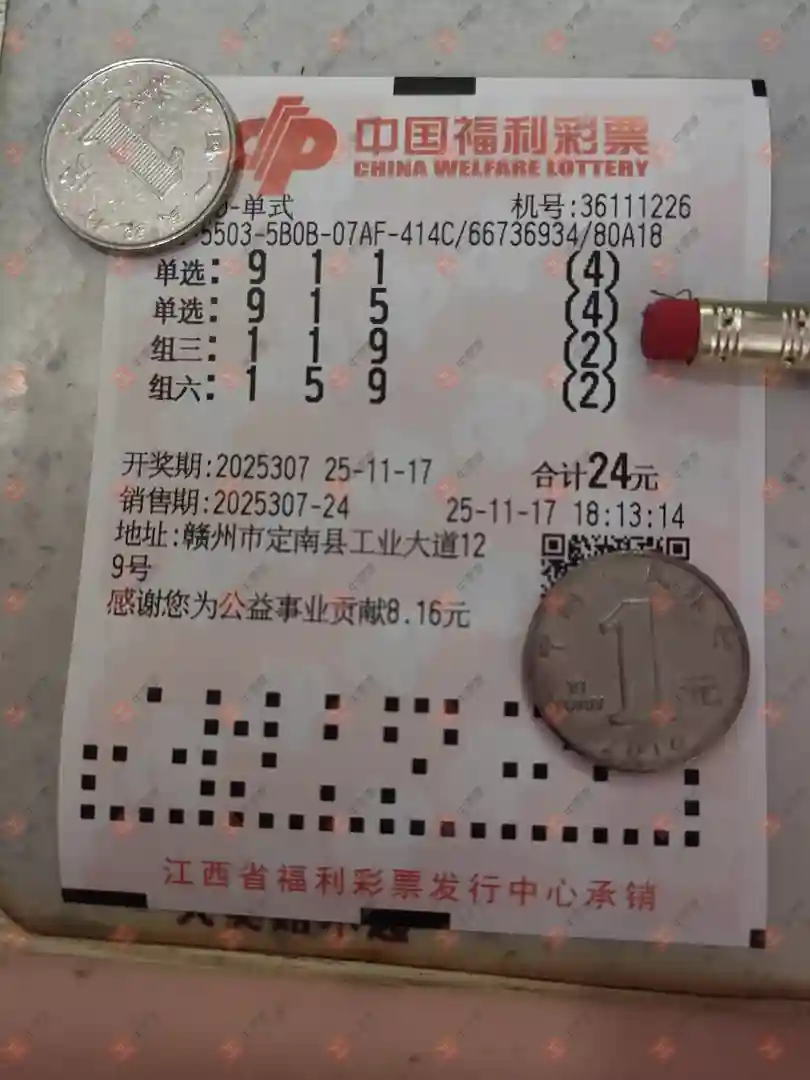 中国福利彩票
CHINA WELFARE LOTTERY
D-单式 机号:36111226
5503-5B0B-07AF-414C/66736934/80A18
单选: 9 1 1 (4)
单选: 9 1 5 (4)
组三: 1 1 9 (2)
组六: 1 5 9 (2)
开奖期:2025307 25-11-17 合计24元
销售期:2025307-24 25-11-17 18:13:14
地址:赣州市定南县工业大道12
9号
感谢您为公益事业贡献8.16元
1
元
江西省福利彩票发行中心承销